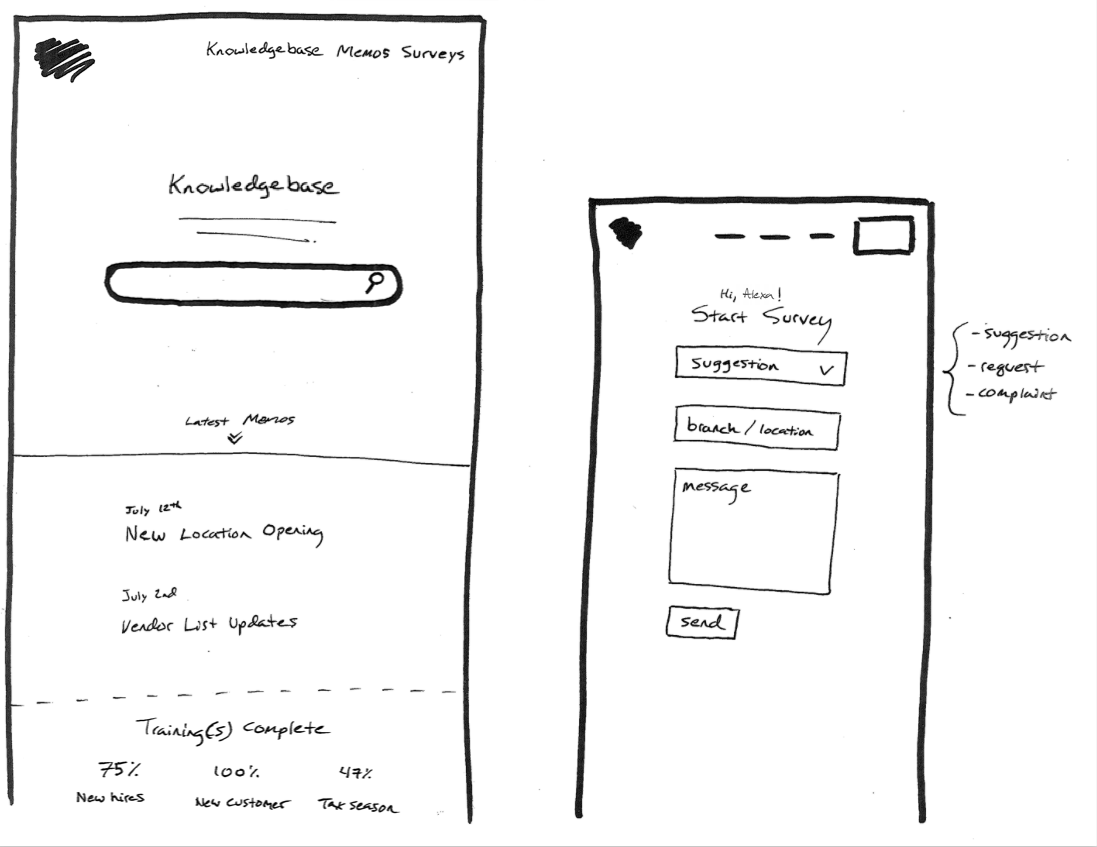 Knowledgebase Memos Surveys
Knowledgebase
Latest Memos
July 12th
New Location Opening
July 2nd
Vendor List Updates
Training(s) Complete
75% 100% 47%
New hires New customer Tax season
Hi, Alexa!
Start Survey
suggestion
branch / location
message
send
- suggestion
- request
- complaint